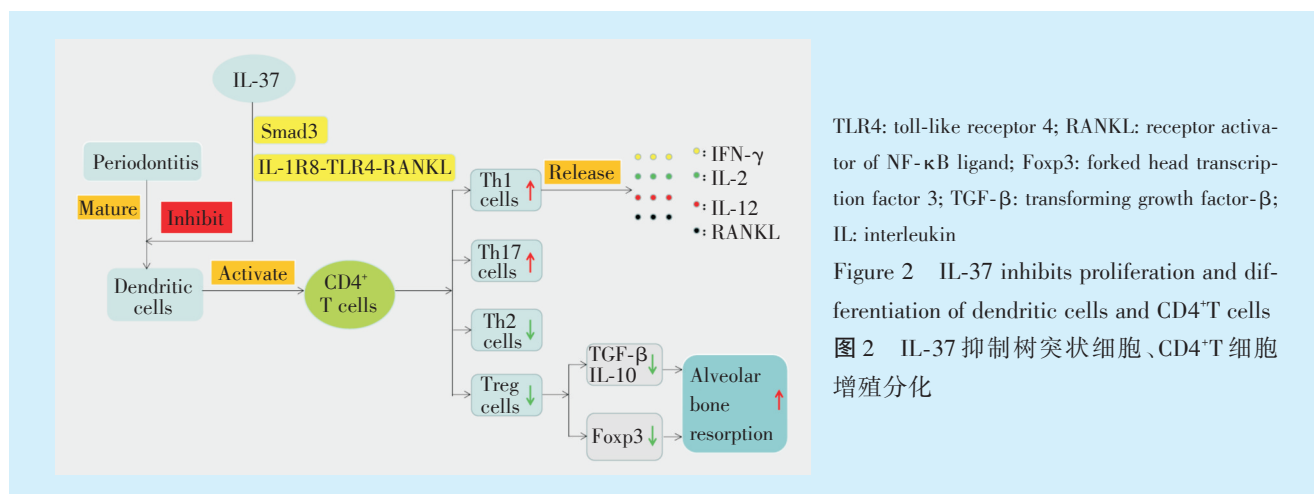 IL-37
Smad3
IL-1R8-TLR4-RANKL
Periodontitis
Mature
Inhibit
Dendritic
cells
Activate
CD4⁺
T cells
Th1
cells
Release
: IFN-γ
: IL-2
: IL-12
: RANKL
Th17
cells
Th2
cells
Treg
cells
TGF-β
IL-10
Foxp3
Alveolar
bone
resorption
TLR4: toll-like receptor 4; RANKL: receptor activa-
tor of NF-κB ligand; Foxp3: forked head transcrip-
tion factor 3; TGF-β: transforming growth factor-β;
IL: interleukin
Figure 2 IL-37 inhibits proliferation and dif-
ferentiation of dendritic cells and CD4⁺T cells
图 2 IL-37 抑制树突状细胞、CD4⁺T 细胞
增殖分化